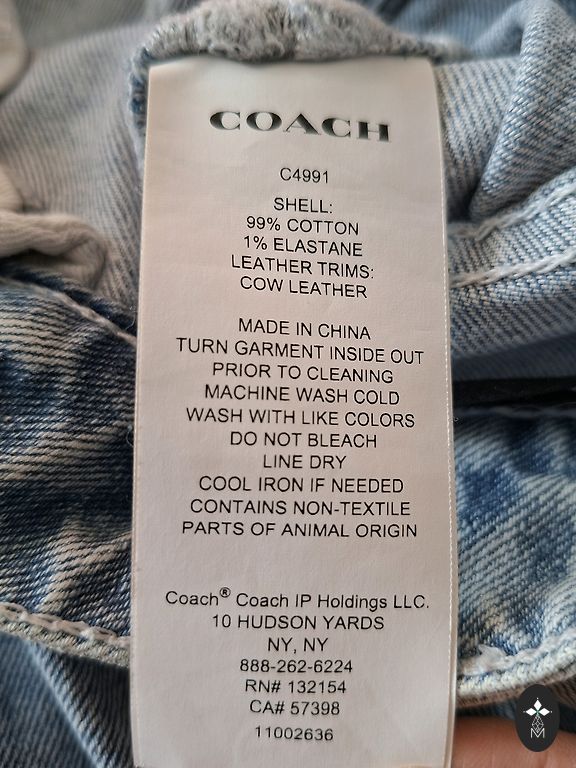 COACH
C4991
SHELL:
99% COTTON
1% ELASTANE
LEATHER TRIMS:
COW LEATHER
MADE IN CHINA
TURN GARMENT INSIDE OUT
PRIOR TO CLEANING
MACHINE WASH COLD
WASH WITH LIKE COLORS
DO NOT BLEACH
LINE DRY
COOL IRON IF NEEDED
CONTAINS NON-TEXTILE
PARTS OF ANIMAL ORIGIN
Coach® Coach IP Holdings LLC.
10 HUDSON YARDS
NY, NY
888-262-6224
RN# 132154
CA# 57398
11002636
M